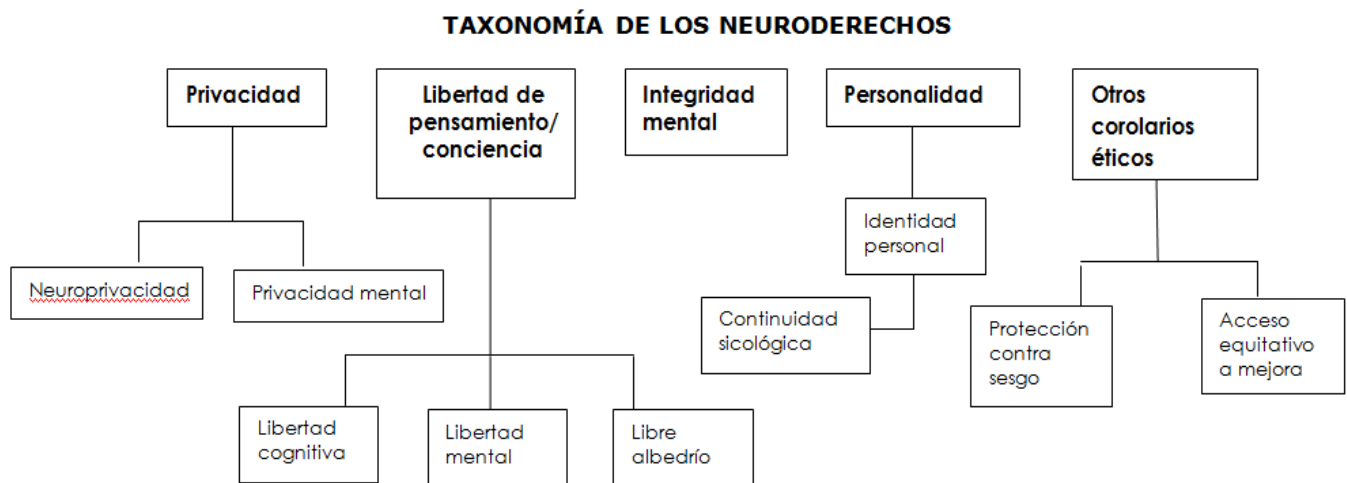 TAXONOMÍA DE LOS NEURODERECHOS
Privacidad
Libertad de
pensamiento/
conciencia
Integridad
mental
Personalidad
Otros
corolarios
éticos
Identidad
personal
Neuroprivacidad
Privacidad mental
Continuidad
sicológica
Protección
contra
sesgo
Acceso
equitativo
a mejora
Libertad
cognitiva
Libertad
mental
Libre
albedrío